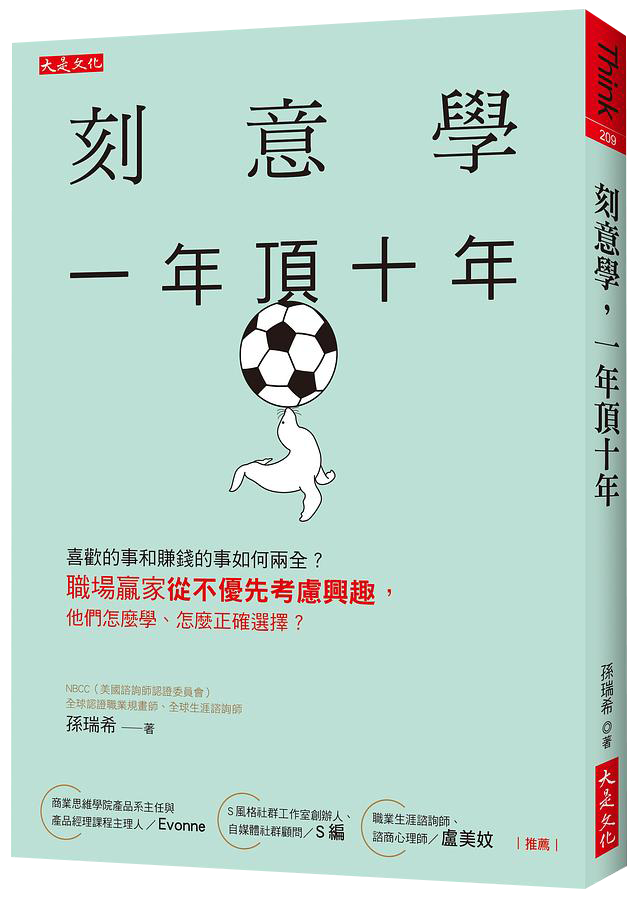 大是文化
刻意學
一年頂十年
喜歡的事和賺錢的事如何兩全？
職場贏家從不優先考慮興趣，
他們怎麼學、怎麼正確選擇？
NBCC（美國諮詢師認證委員會）
全球認證職業規畫師、全球生涯諮詢師
孫瑞希──著
商業思維學院產品系主任與
產品經理課程主理人／Evonne
S風格社群工作室創辦人、
自媒體社群顧問／S編
職業生涯諮詢師、
諮商心理師／盧美妏
｜推薦｜
Think
209
刻意學，一年頂十年
孫瑞希◎著
大是文化